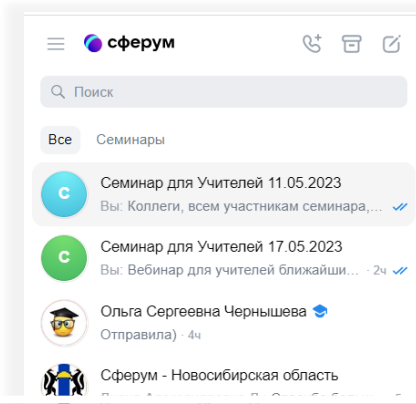 сферум
Поиск
Все Семинары
С
Семинар для Учителей 11.05.2023
Вы: Коллеги, всем участникам семинара,...
С
Семинар для Учителей 17.05.2023
Вы: Вебинар для учителей ближайши... · 2ч
Ольга Сергеевна Чернышева
Отправила) · 4ч
Сферум - Новосибирская область